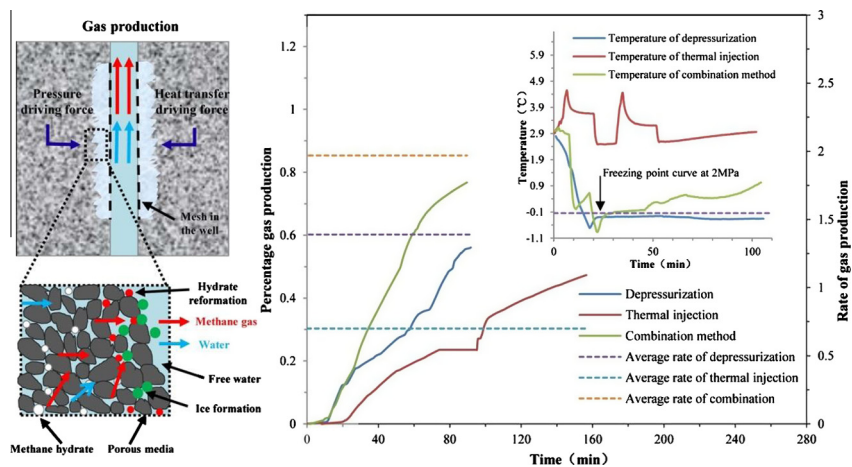 Gas production
Pressure
driving force
Heat transfer
driving force
Mesh in
the well
Hydrate
reformation
Methane gas
Water
Free water
Ice formation
Methane hydrate
Porous media
Percentage gas production
1.2
1
0.8
0.6
0.4
0.2
0
0
40
80
120
160
200
240
280
Time（min）
Rate of gas production
3
2.5
2
1.5
1
0.5
0
Temperature of depressurization
Temperature of thermal injection
Temperature of combination method
Temperature（℃）
5.9
4.9
3.9
2.9
1.9
0.9
-0.1
-1.1
Freezing point curve at 2MPa
0
50
100
150
Time（min）
Depressurization
Thermal injection
Combination method
Average rate of depressurization
Average rate of thermal injection
Average rate of combination